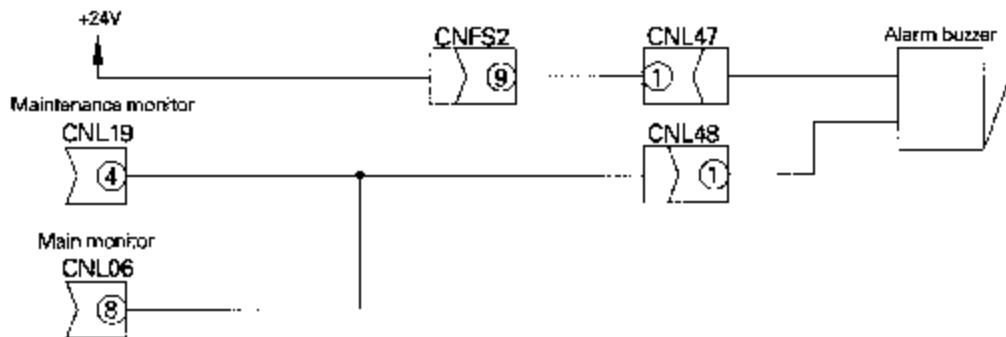 +24V
CNFS2
CNL47
Alarm buzzer
9
1
Maintenance monitor
CNL19
CNL48
4
1
Main monitor
CNL06
8